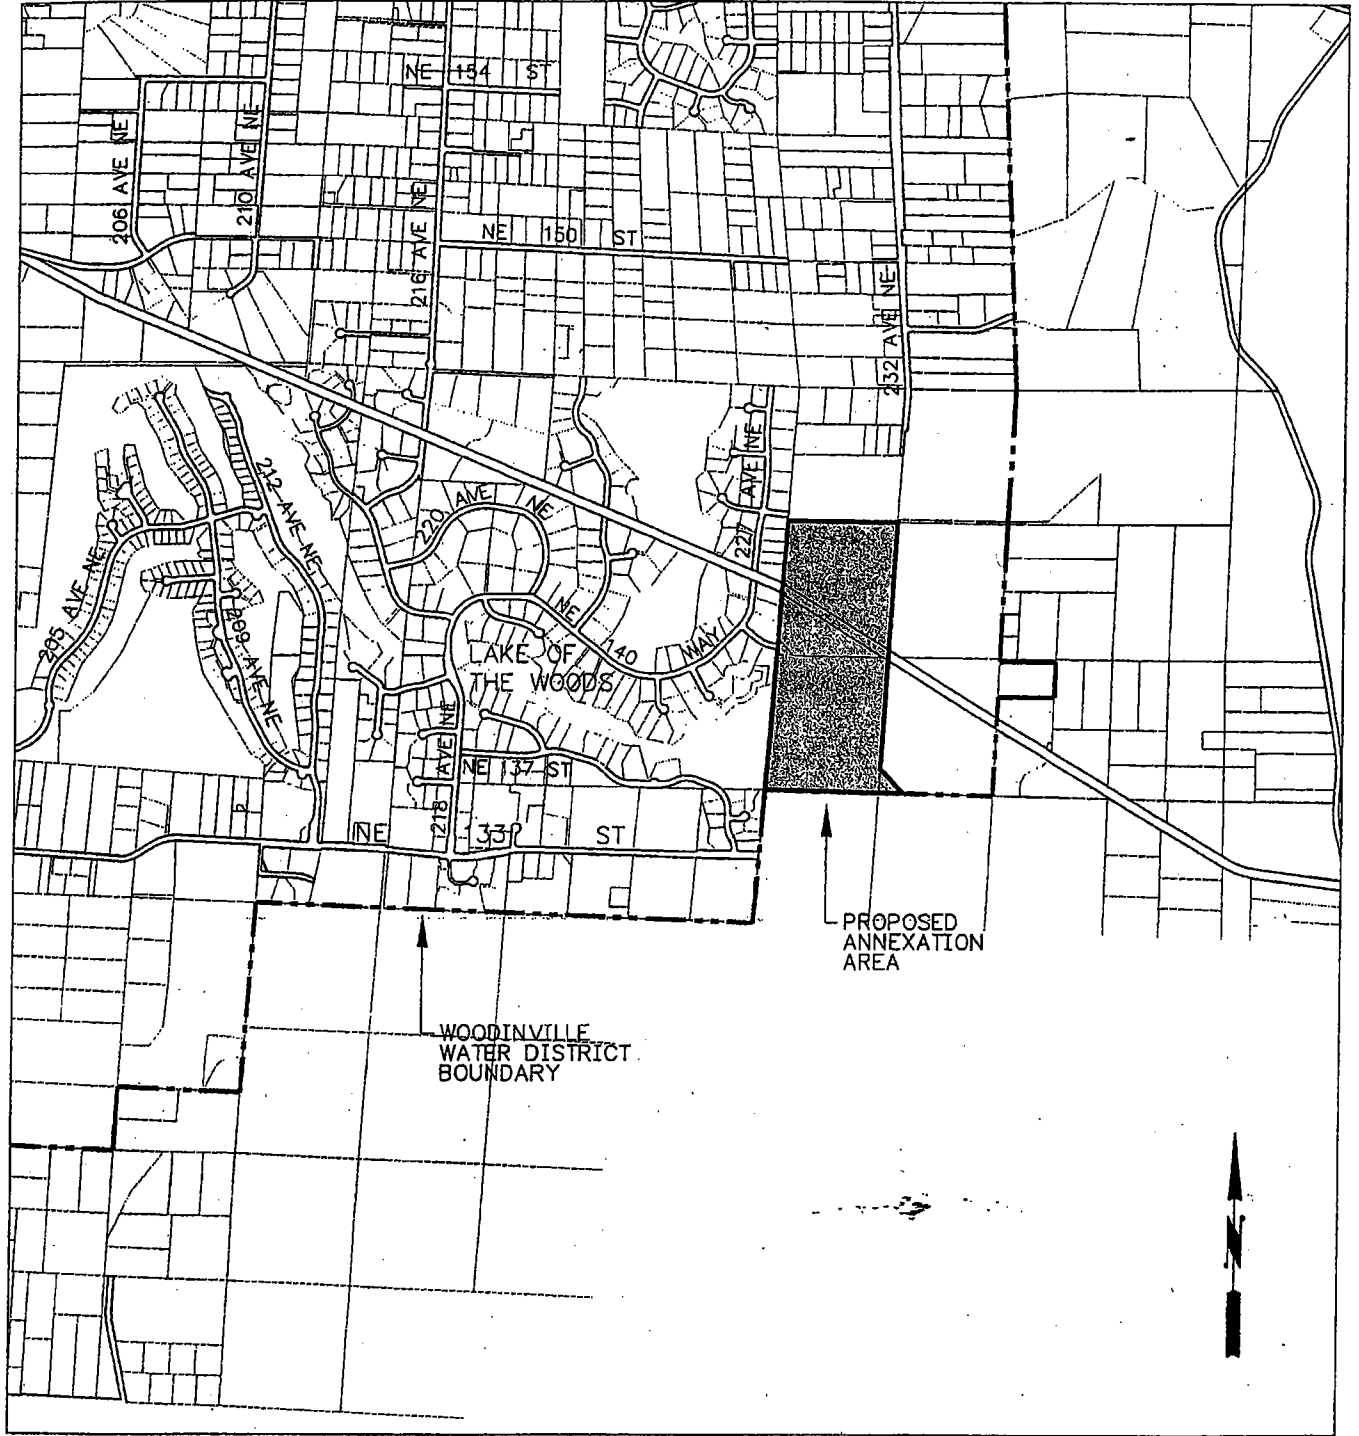 NE 154 ST
206 AVE NE
210 AVE NE
216 AVE NE
NE 150 ST
232 AVE NE
212 AVE NE
220 AVE NE
227 AVE NE
205 AVE NE
209 AVE NE
NE 140 WAY
LAKE OF
THE WOODS
218 AVE NE
NE 137 ST
NE 133 ST
PROPOSED
ANNEXATION
AREA
WOODINVILLE
WATER DISTRICT
BOUNDARY
N